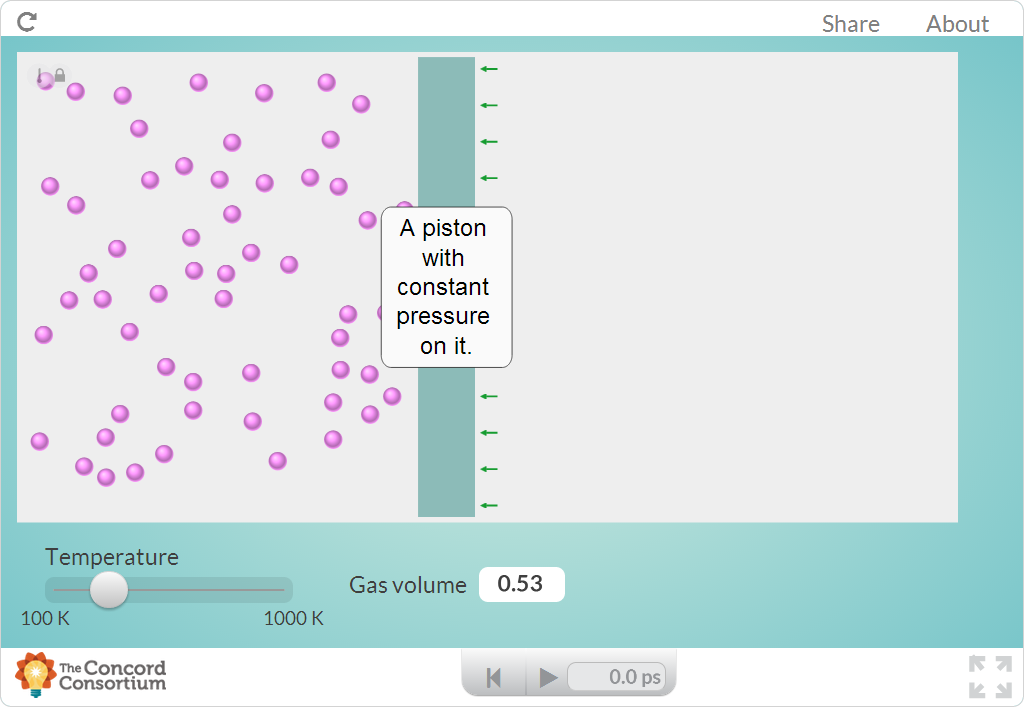 Share
About
A piston
with
constant
pressure
on it.
Temperature
100 K
1000 K
Gas volume
0.53
The Concord
Consortium
0.0 ps